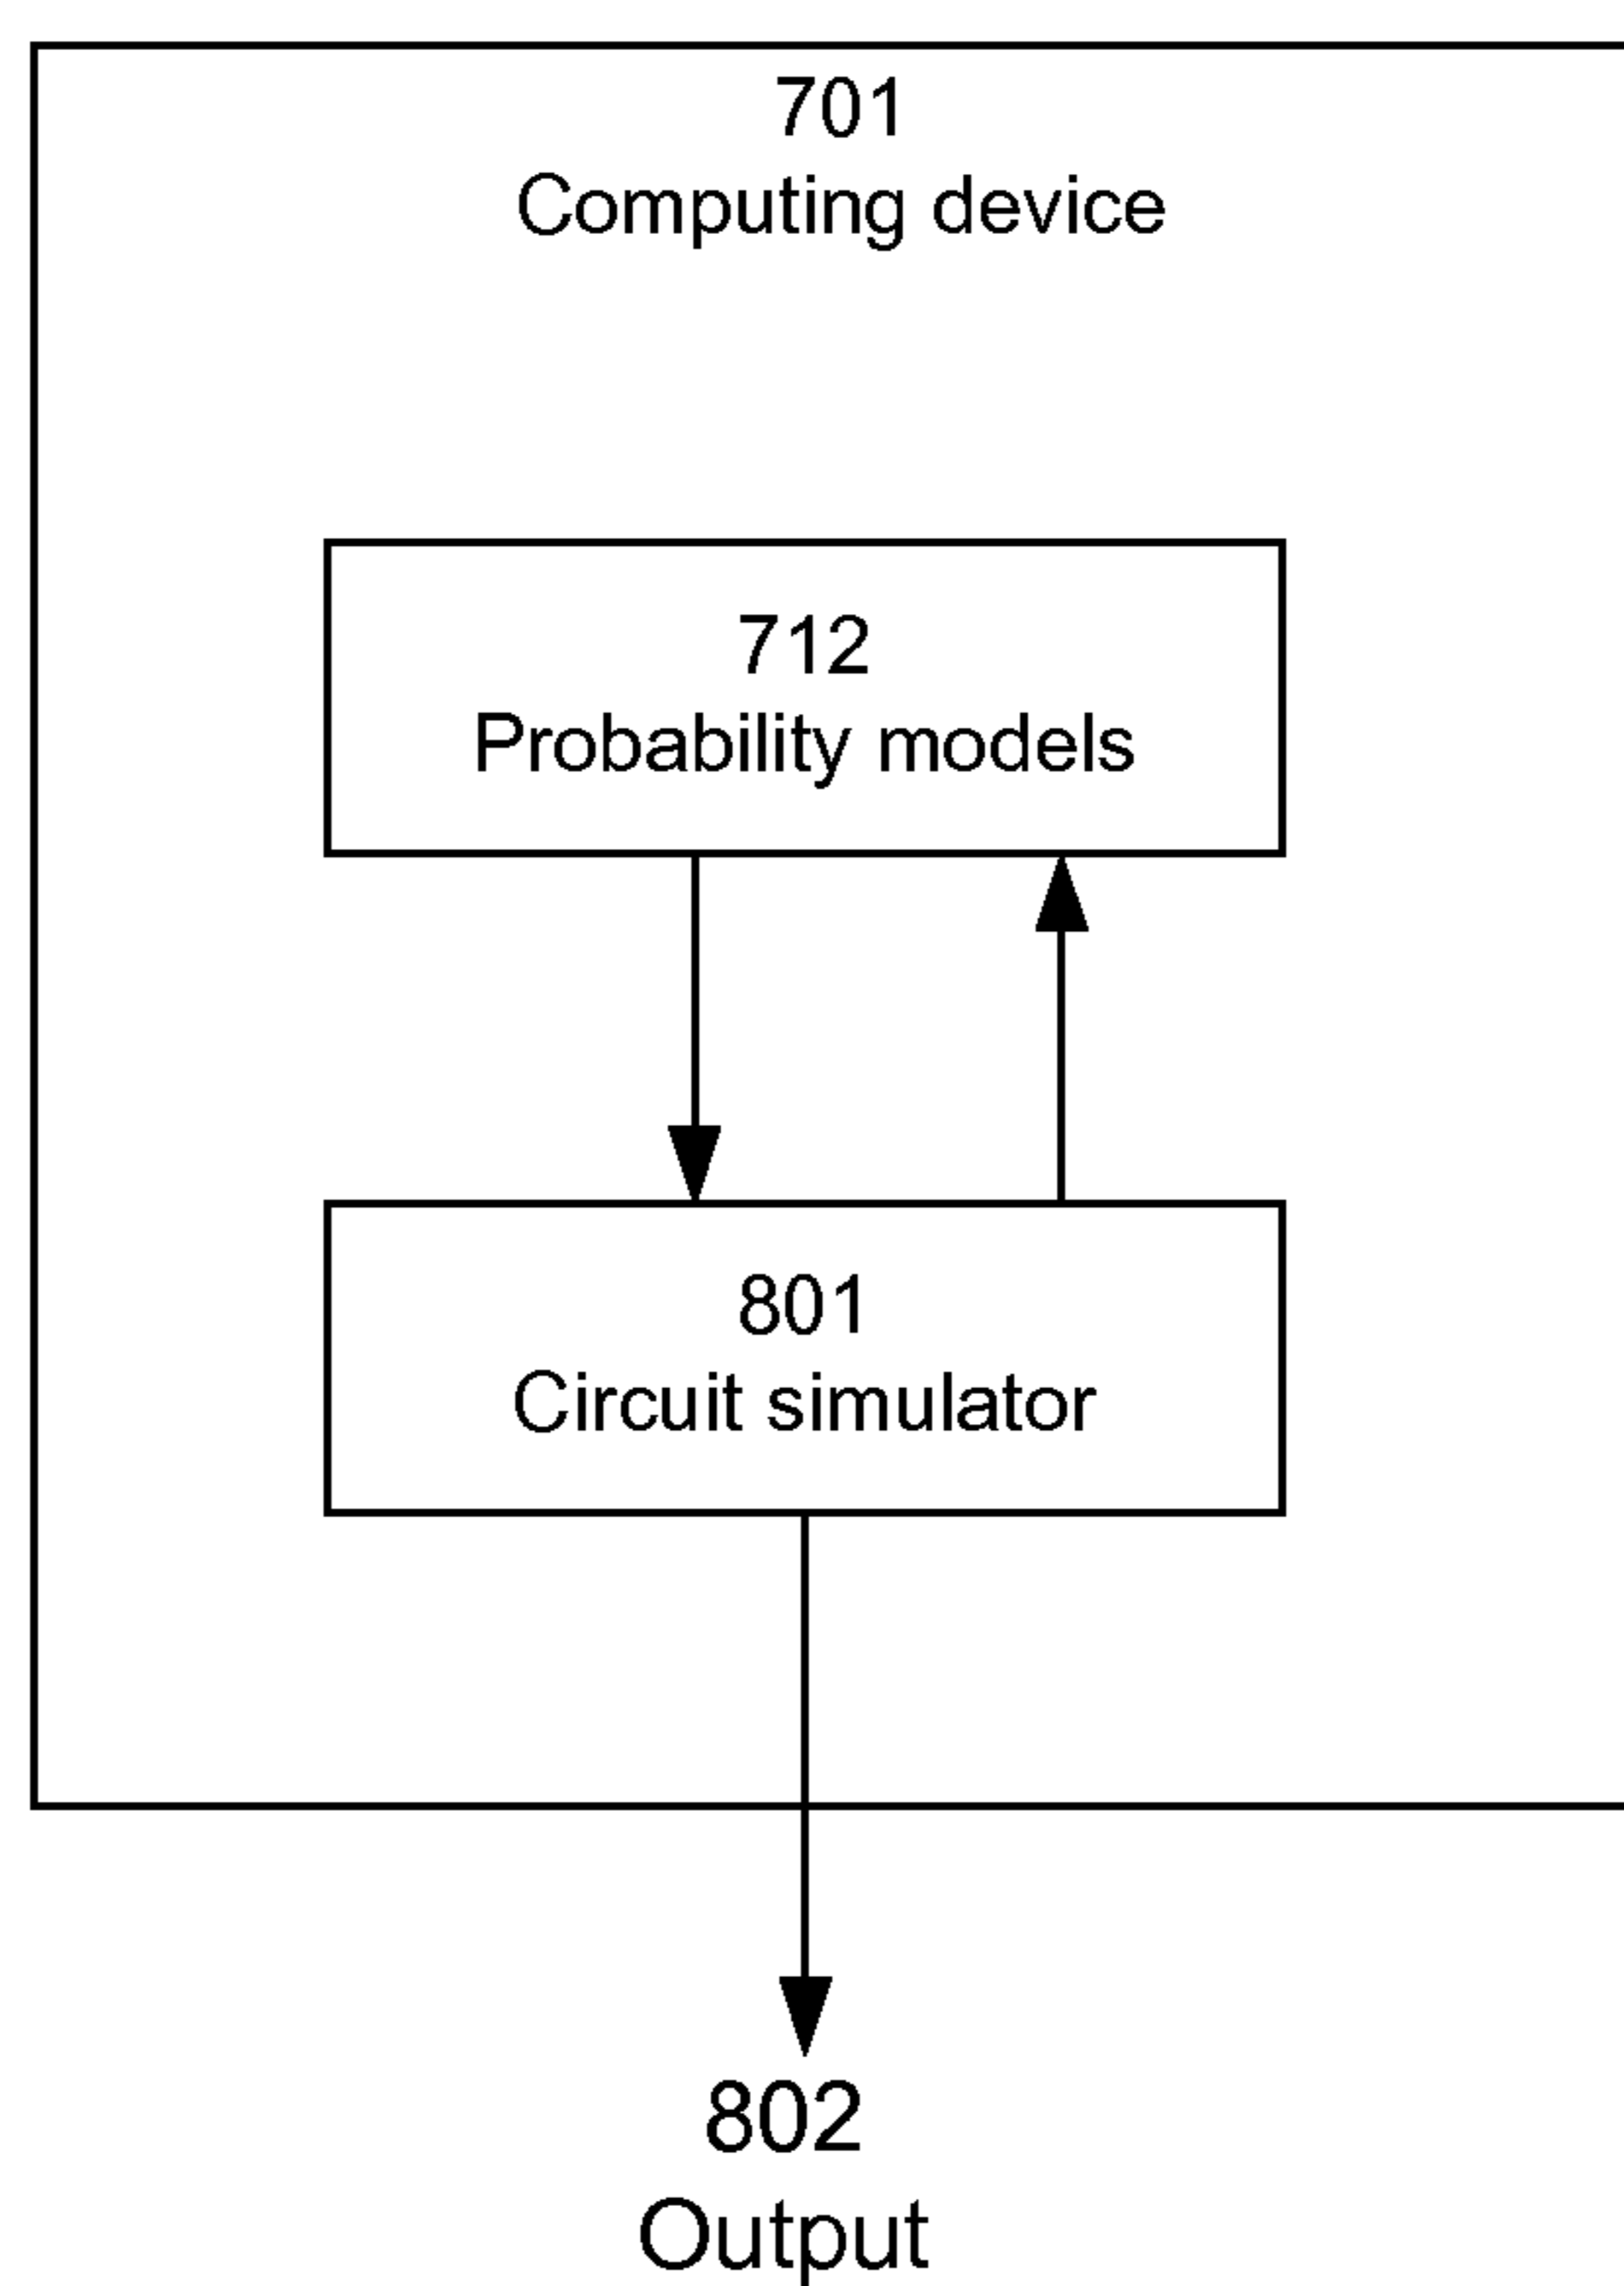 701
Computing device
712
Probability models
801
Circuit simulator
802
Output